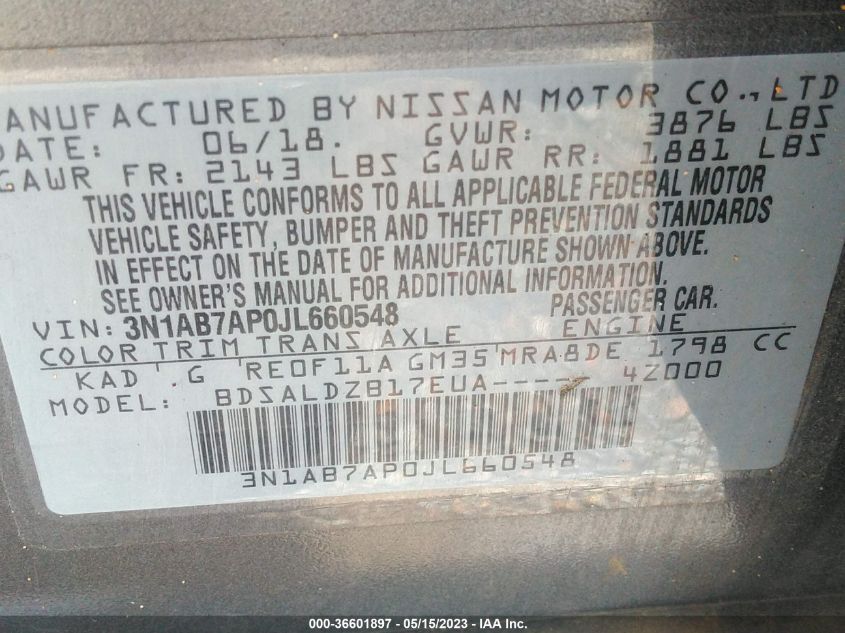 MANUFACTURED BY NISSAN MOTOR CO., LTD
DATE: 06/18. GVWR: 3876 LBS
GAWR FR: 2143 LBS GAWR RR: 1881 LBS
THIS VEHICLE CONFORMS TO ALL APPLICABLE FEDERAL MOTOR
VEHICLE SAFETY, BUMPER AND THEFT PREVENTION STANDARDS
IN EFFECT ON THE DATE OF MANUFACTURE SHOWN ABOVE.
SEE OWNER'S MANUAL FOR ADDITIONAL INFORMATION.
VIN: 3N1AB7AP0JL660548 PASSENGER CAR.
COLOR TRIM TRANS AXLE ENGINE
KAD G RE0F11A GM35 MRA8DE 1798 CC
MODEL: BDSALDZB17EUA----- 4Z000
3N1AB7AP0JL660548
000-36601897 - 05/15/2023 - © IAA Inc.